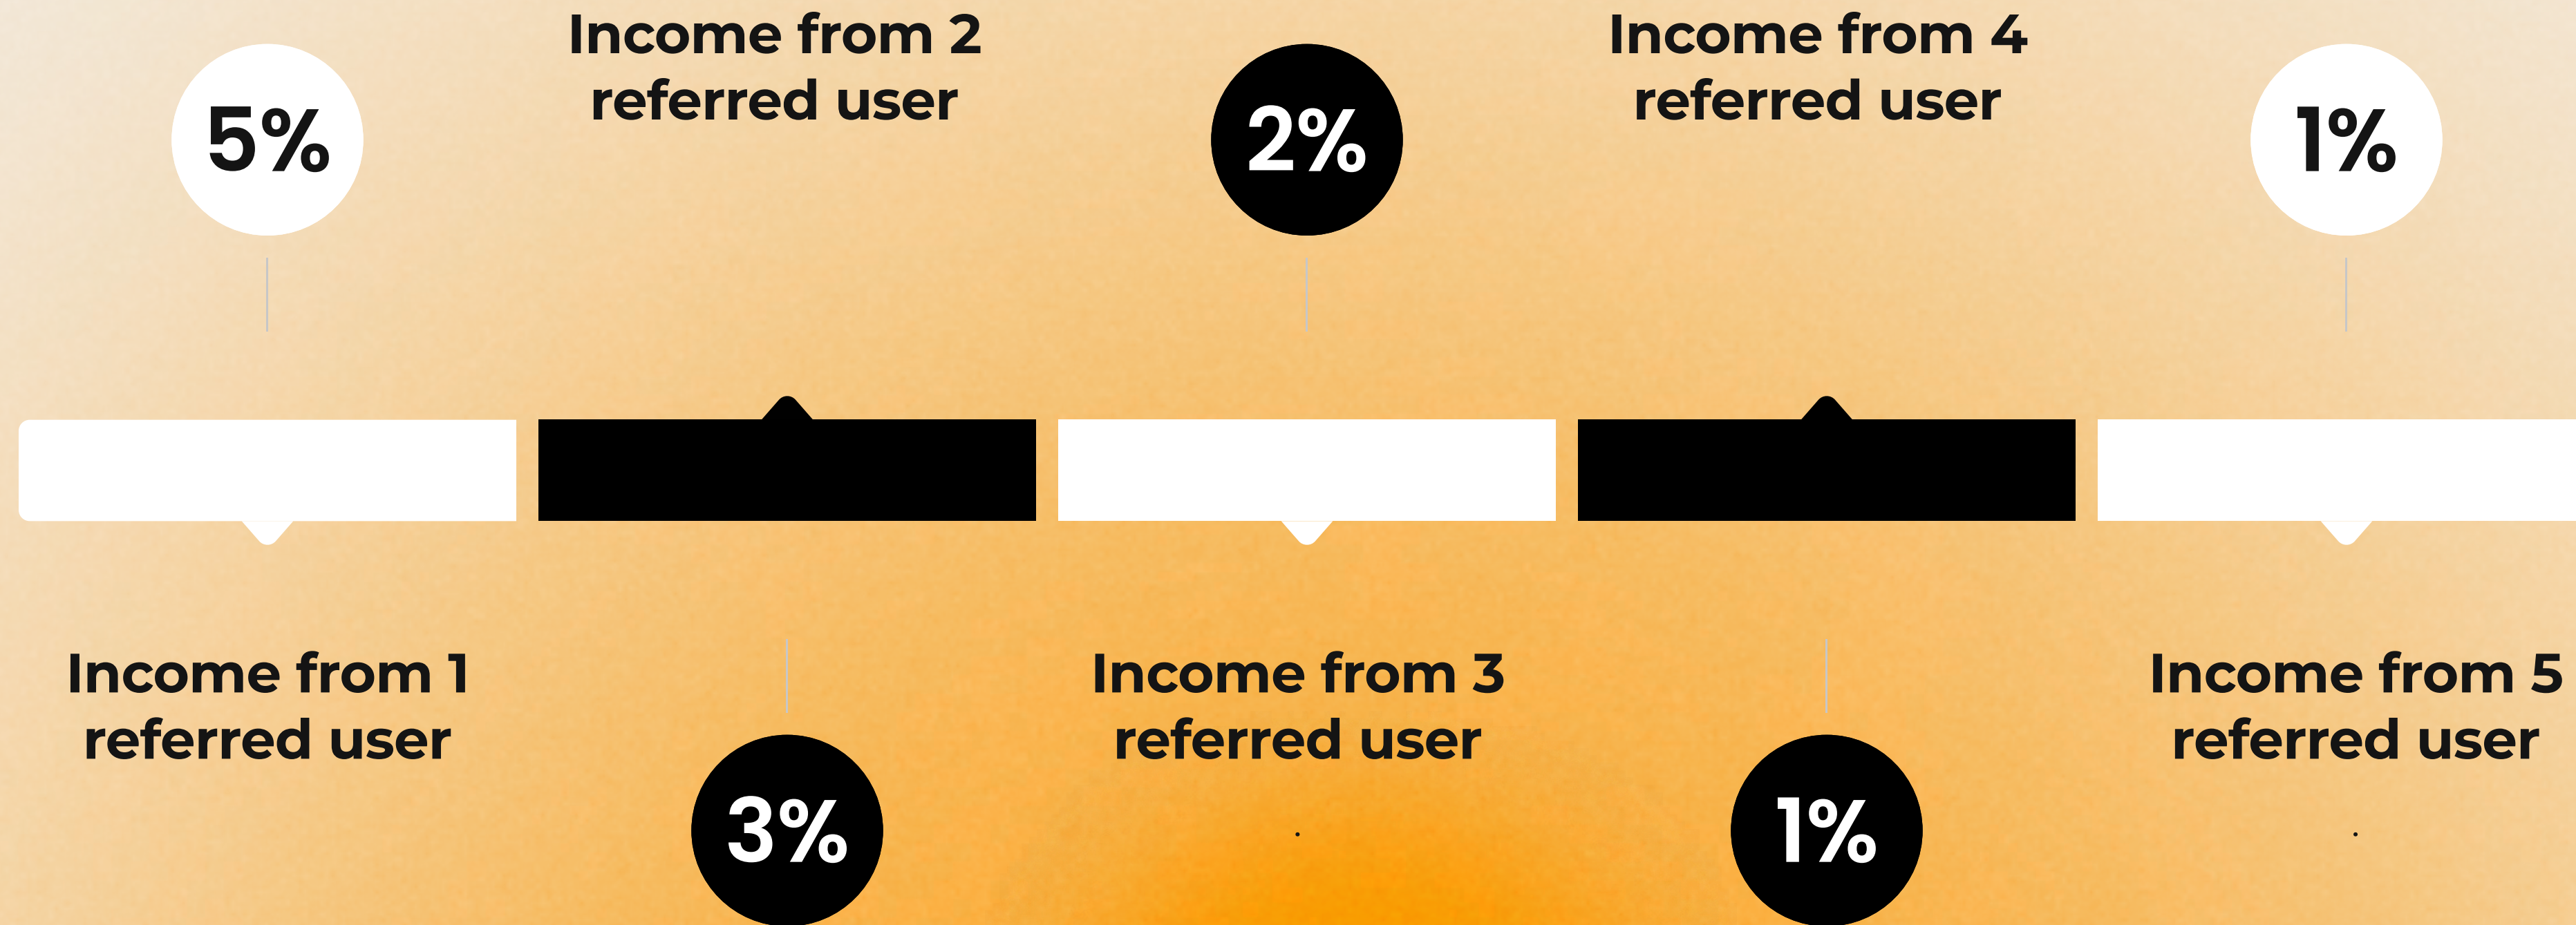 5%
Income from 1
referred user
Income from 2
referred user
3%
2%
Income from 3
referred user
.
Income from 4
referred user
1%
1%
Income from 5
referred user
.